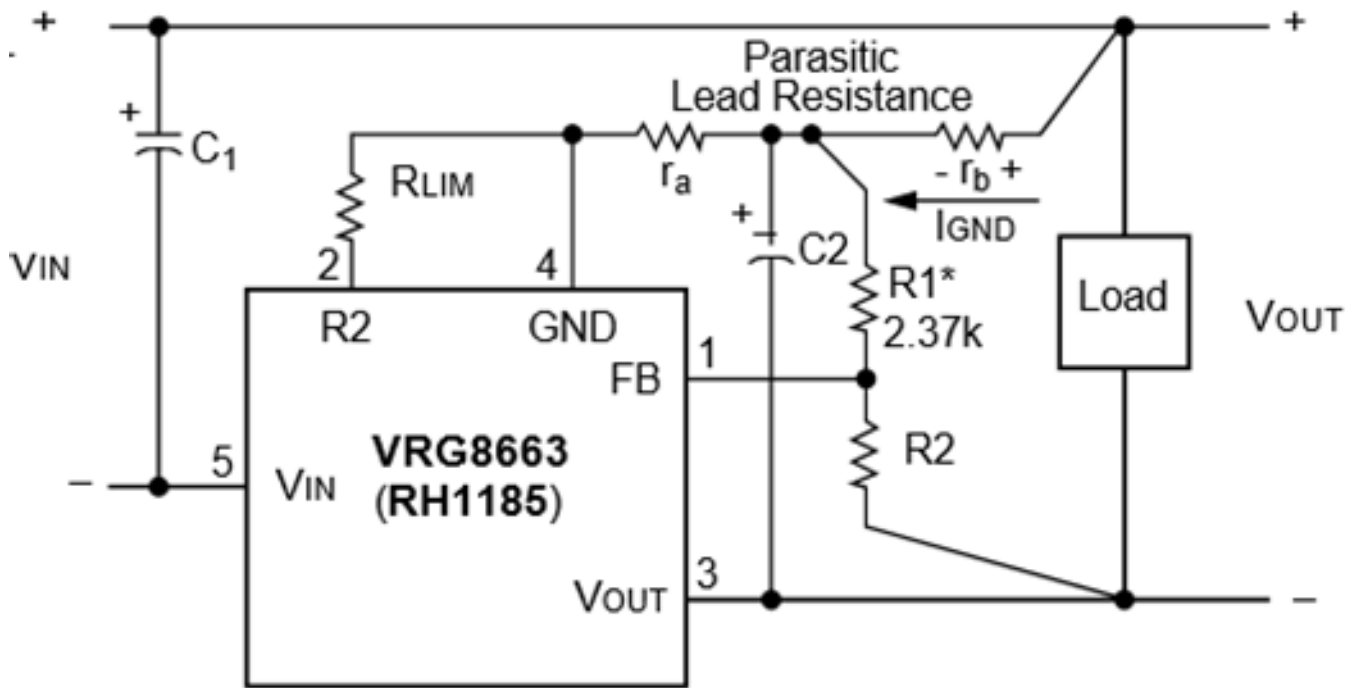 +
+
Parasitic
Lead Resistance
+
C1
RLIM
ra
- rb +
IGND
+
C2
VIN
2
4
R1*
2.37k
Load
VOUT
R2
GND
1
FB
R2
VRG8663
(RH1185)
5
VIN
–
3
VOUT
–